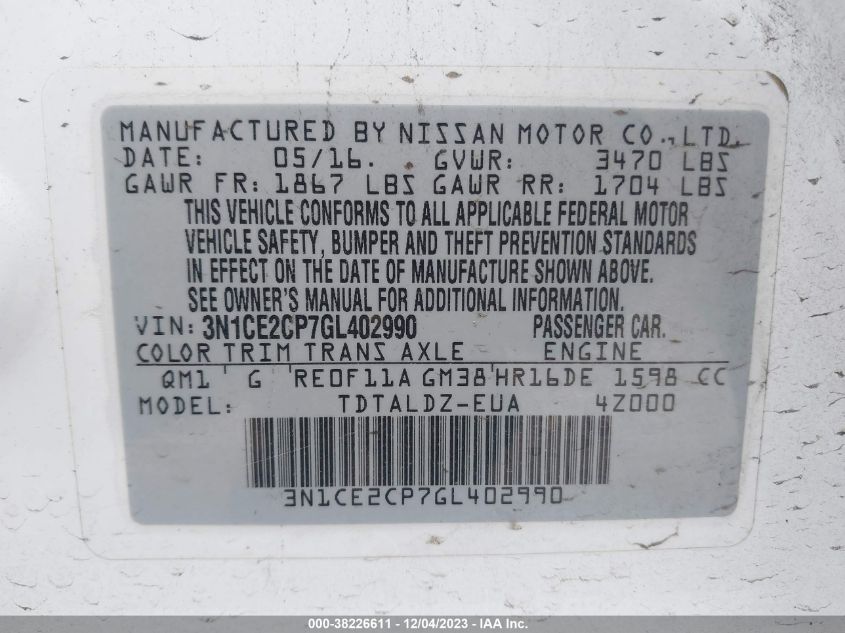 MANUFACTURED BY NISSAN MOTOR CO., LTD.
DATE: 05/16. GVWR: 3470 LBS
GAWR FR: 1867 LBS GAWR RR: 1704 LBS
THIS VEHICLE CONFORMS TO ALL APPLICABLE FEDERAL MOTOR
VEHICLE SAFETY, BUMPER AND THEFT PREVENTION STANDARDS
IN EFFECT ON THE DATE OF MANUFACTURE SHOWN ABOVE.
SEE OWNER'S MANUAL FOR ADDITIONAL INFORMATION.
VIN: 3N1CE2CP7GL402990 PASSENGER CAR.
COLOR TRIM TRANS AXLE ENGINE
QM1 G RE0F11A GM38 HR16DE 1598 CC
MODEL: TDTALDZ-EUA 4Z000
3N1CE2CP7GL402990
000-38226611 - 12/04/2023 - IAAI.com